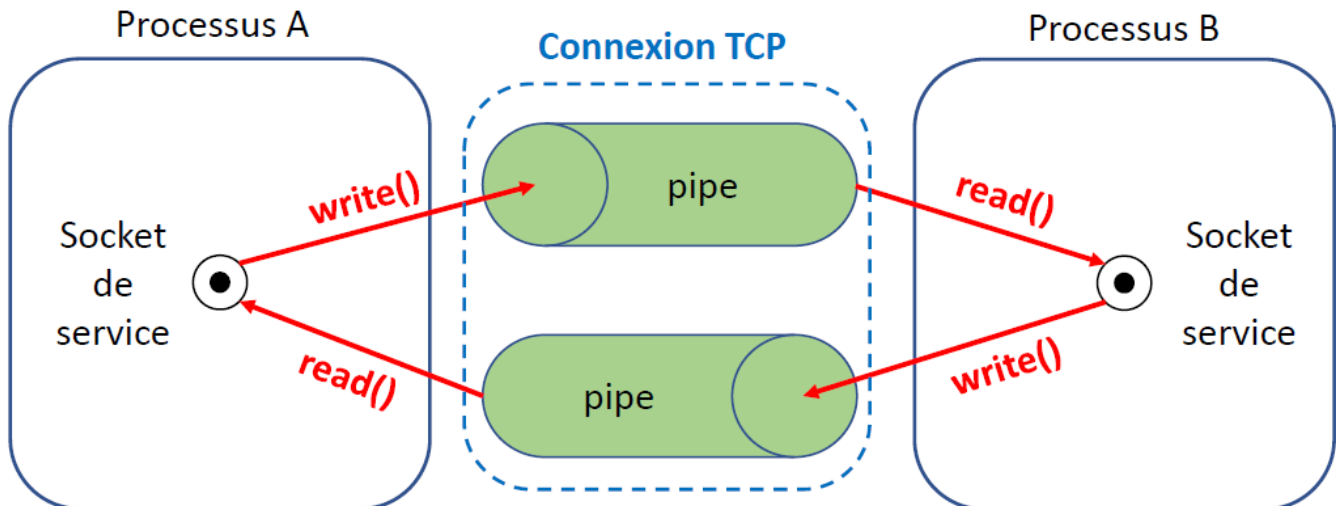 Processus A
Connexion TCP
Processus B
write()
pipe
read()
Socket
de
service
Socket
de
service
read()
pipe
write()